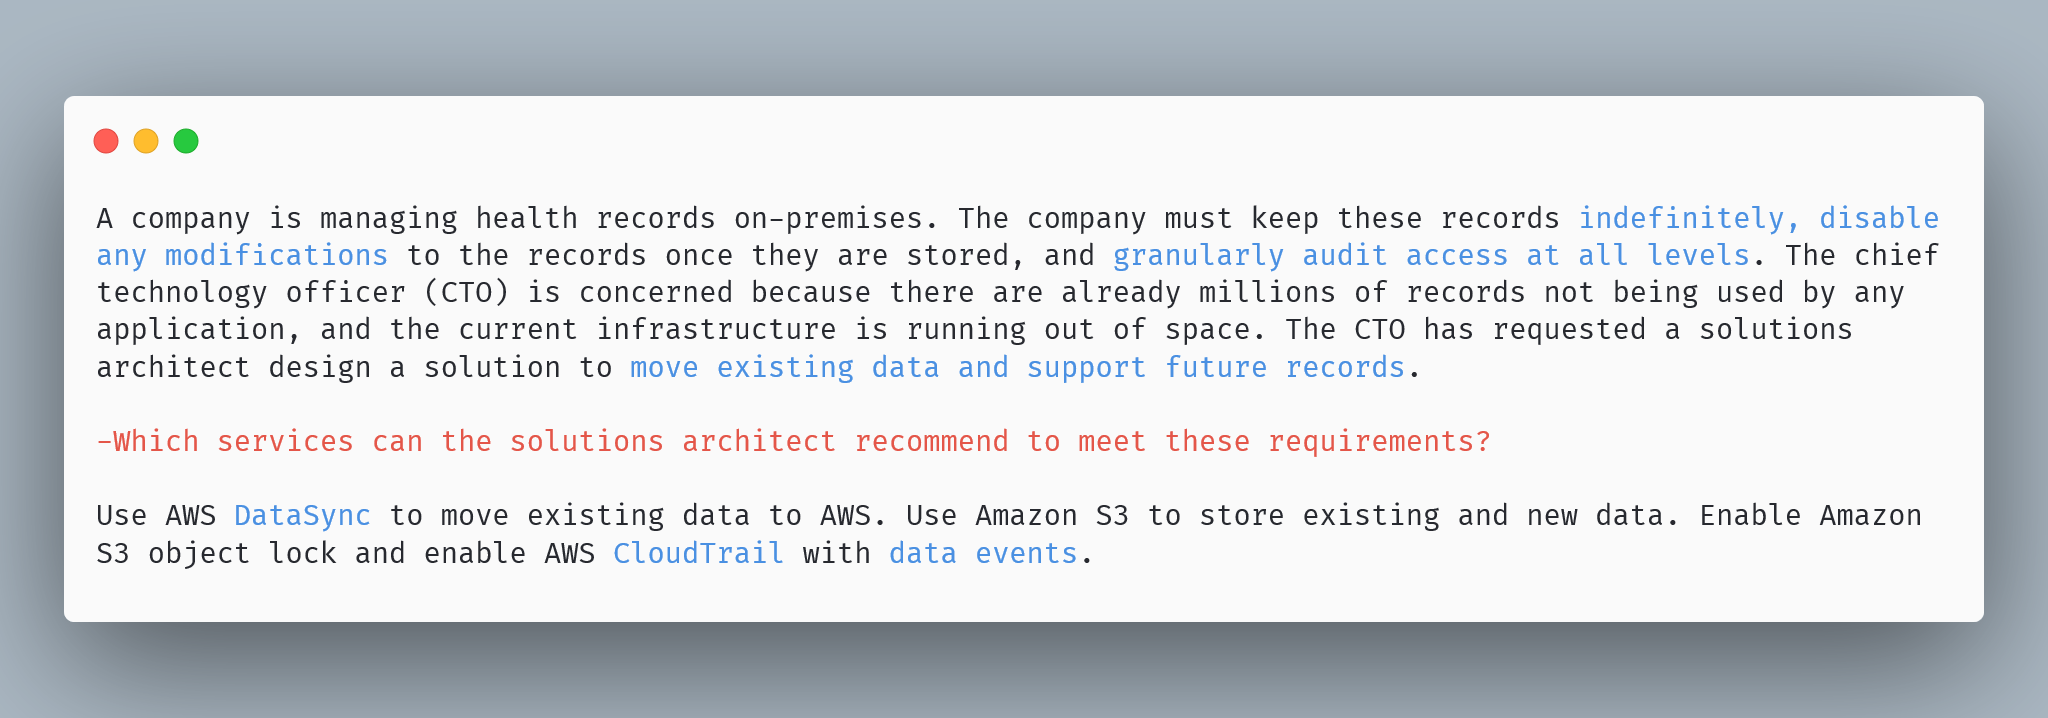 A company is managing health records on-premises. The company must keep these records indefinitely, disable
any modifications to the records once they are stored, and granularly audit access at all levels. The chief
technology officer (CTO) is concerned because there are already millions of records not being used by any
application, and the current infrastructure is running out of space. The CTO has requested a solutions
architect design a solution to move existing data and support future records.
-Which services can the solutions architect recommend to meet these requirements?
Use AWS DataSync to move existing data to AWS. Use Amazon S3 to store existing and new data. Enable Amazon
S3 object lock and enable AWS CloudTrail with data events.